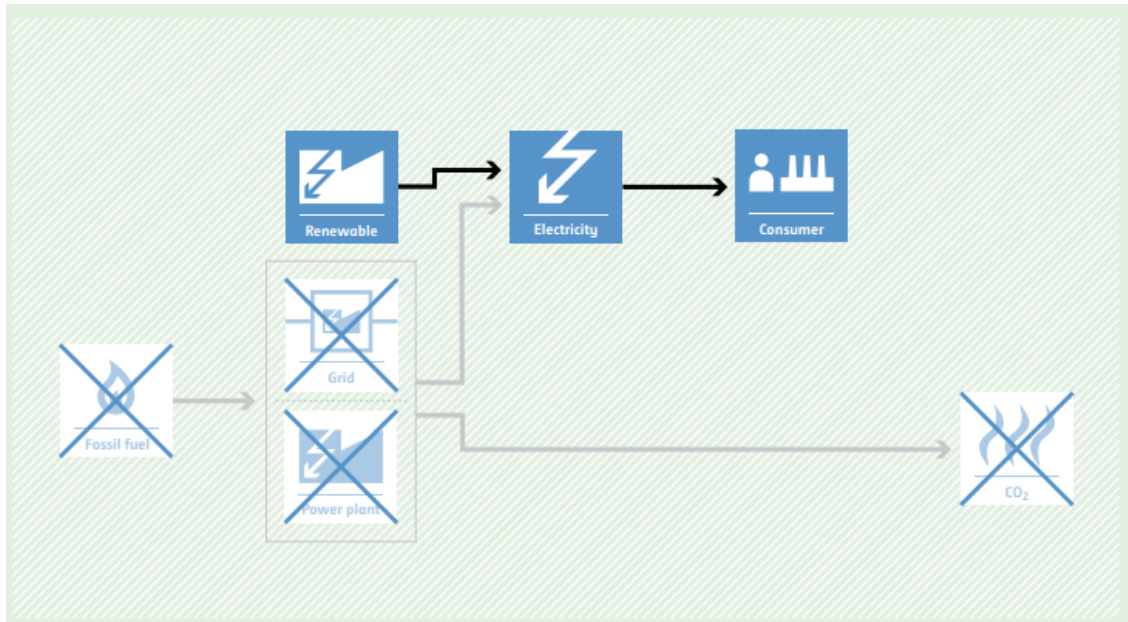 Renewable
Electricity
Consumer
Grid
Fossil fuel
Power plant
CO₂